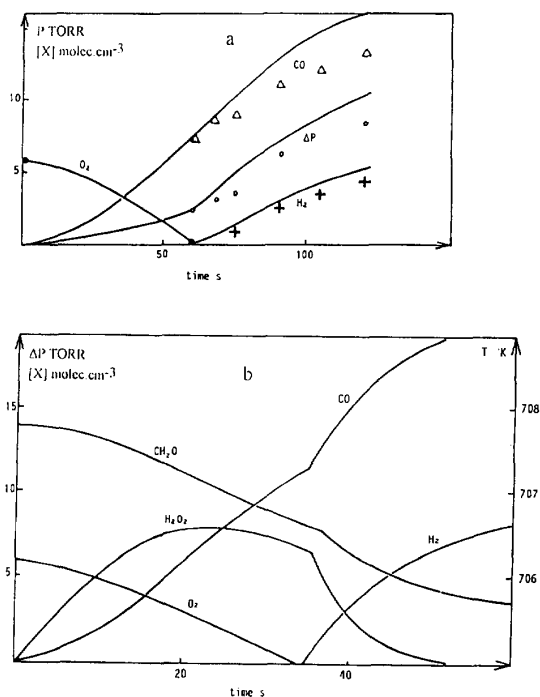 P TORR
[X] molec.cm-3
a
CO
10
ΔP
O₂
5
H₂
50
100
time s
ΔP TORR
[X] molec.cm-3
b
T °K
CO
15
708
CH₂O
10
707
H₂O₂
H₂
5
706
O₂
20
40
time s